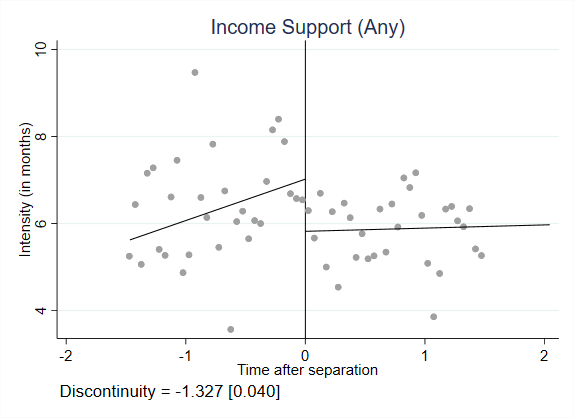 Income Support (Any)
Intensity (in months)
10
8
6
4
-2
-1
0
1
2
Time after separation
Discontinuity = -1.327 [0.040]